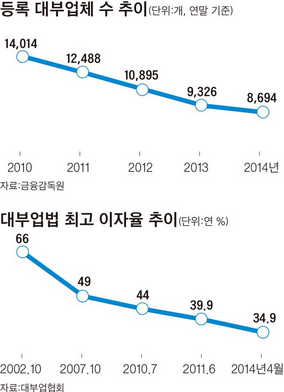 등록 대부업체 수 추이(단위:개, 연말 기준)
14,014
12,488
10,895
9,326
8,694
2010 2011 2012 2013 2014년
자료:금융감독원
대부업법 최고 이자율 추이(단위:연 %)
66
49
44
39.9
34.9
2002.10 2007.10 2010.7 2011.6 2014년4월
자료:대부업협회